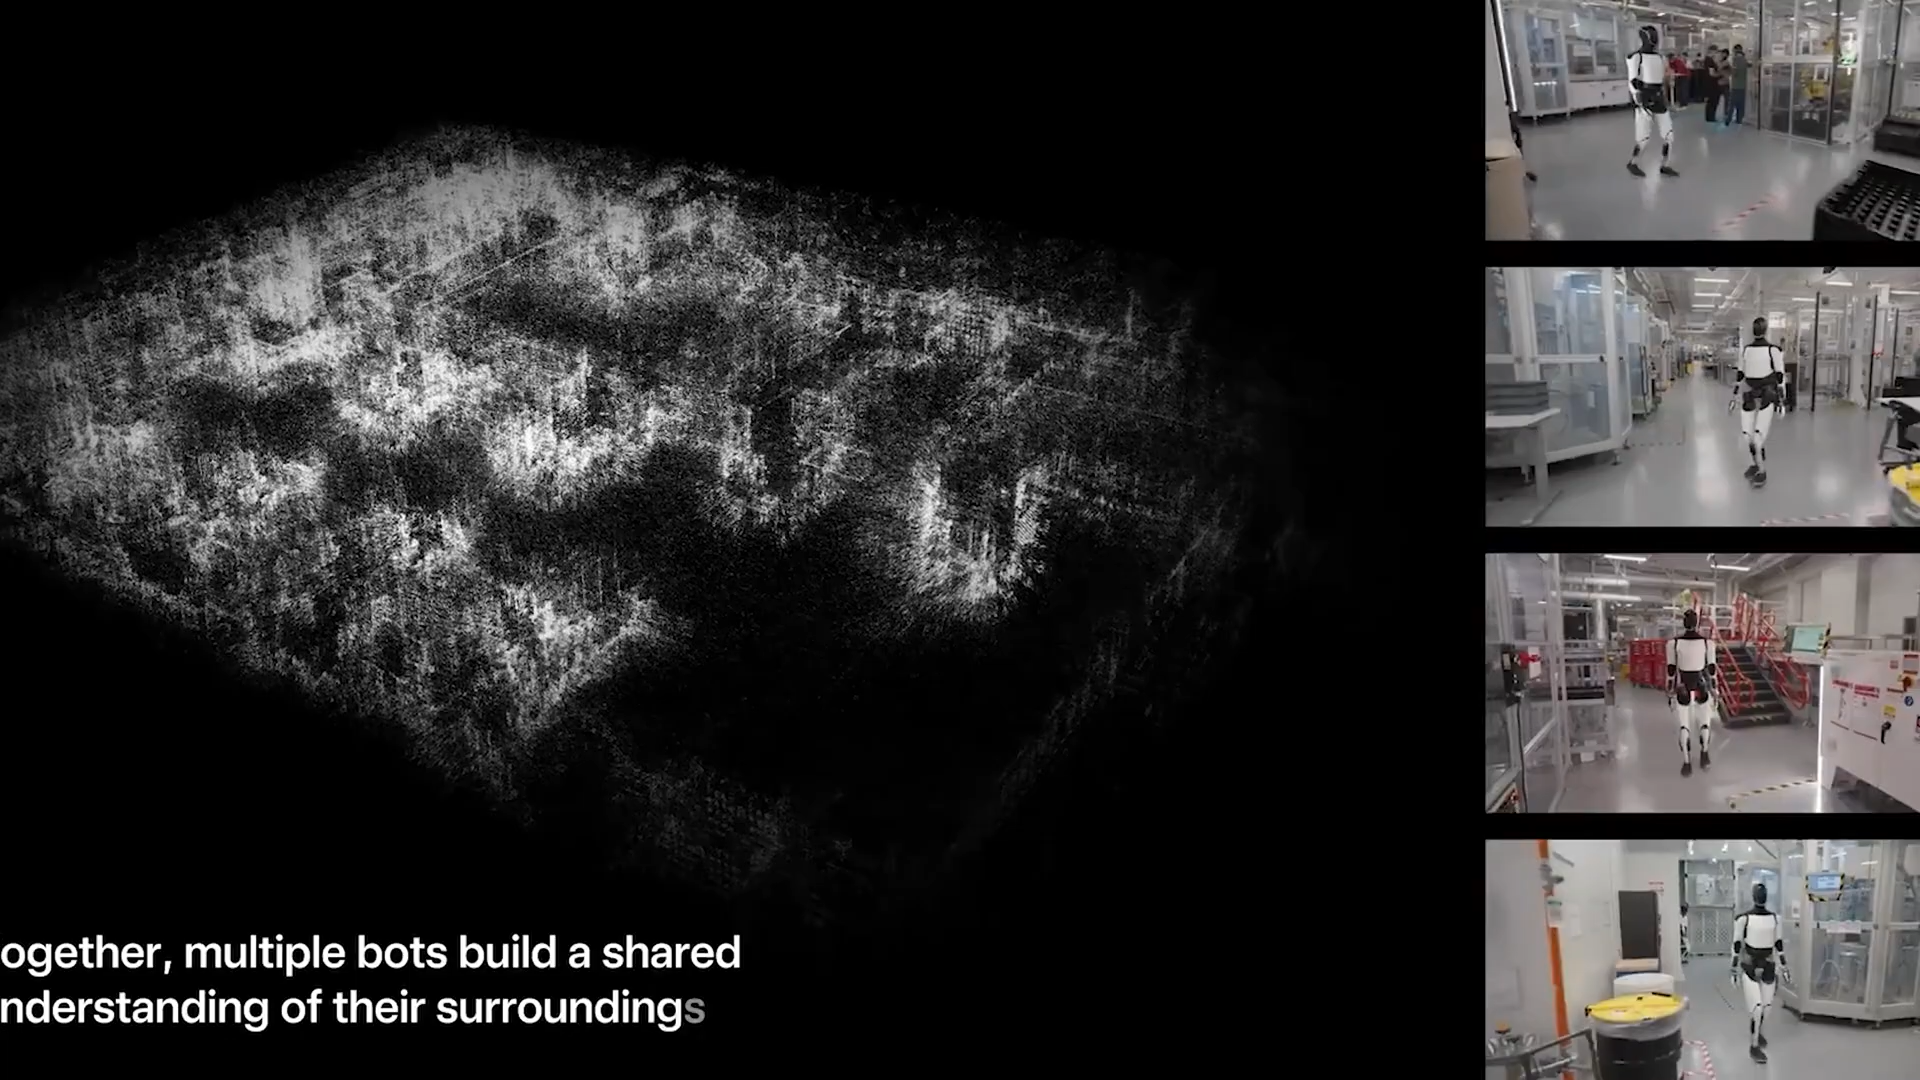 ogether, multiple bots build a shared
nderstanding of their surroundings